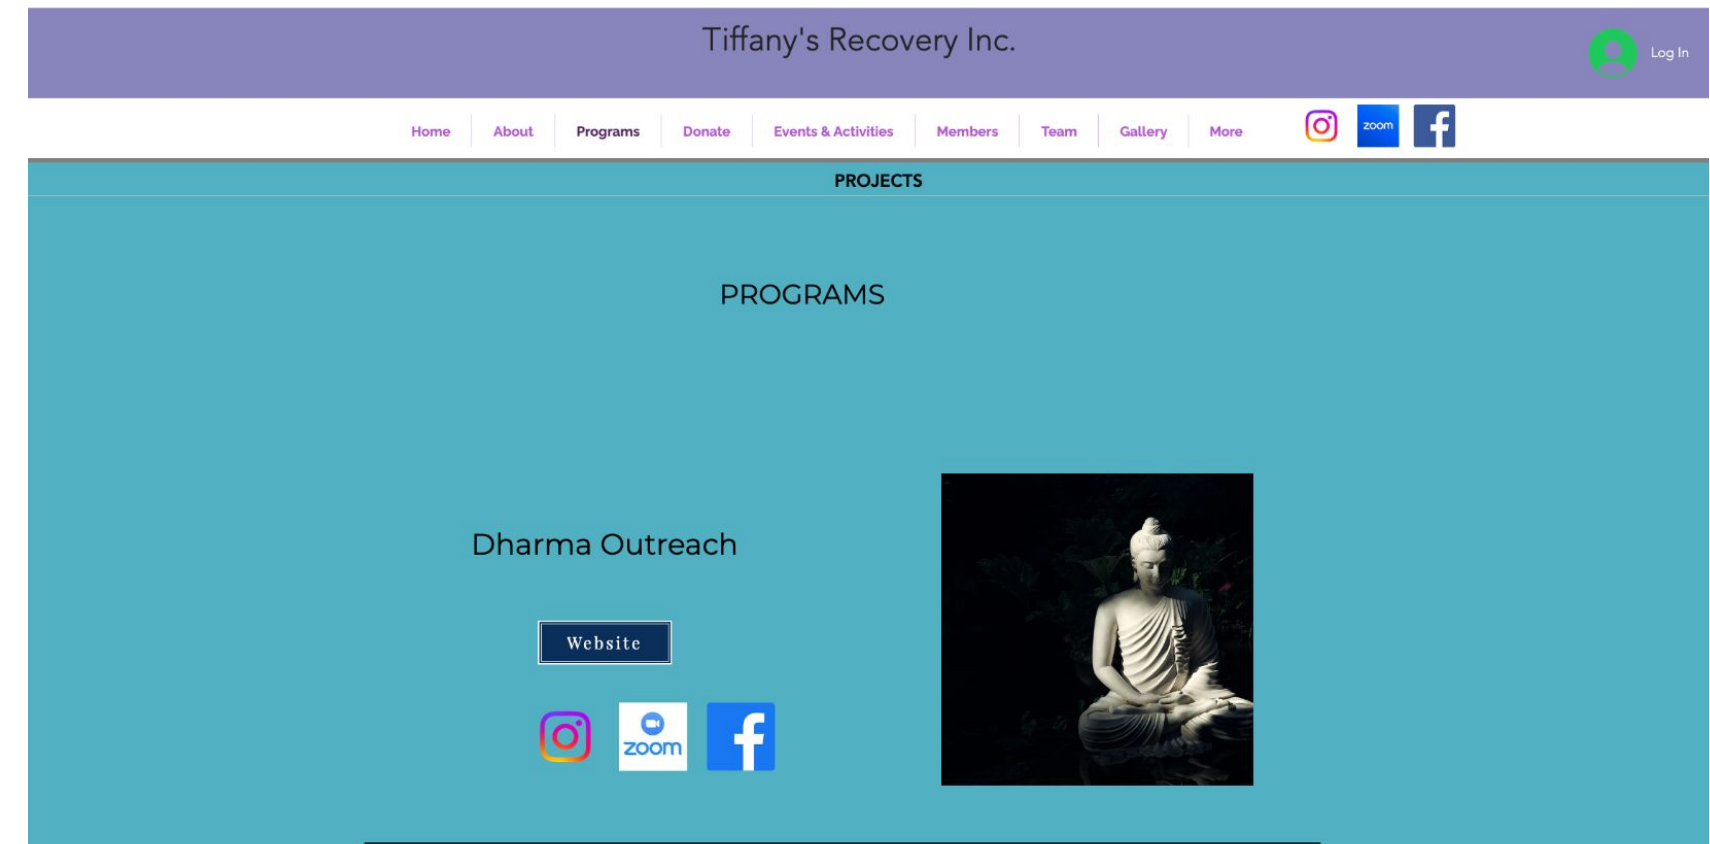 Tiffany's Recovery Inc.
Log In
Home About Programs Donate Events & Activities Members Team Gallery More zoom
PROJECTS
PROGRAMS
Dharma Outreach
Website
zoom